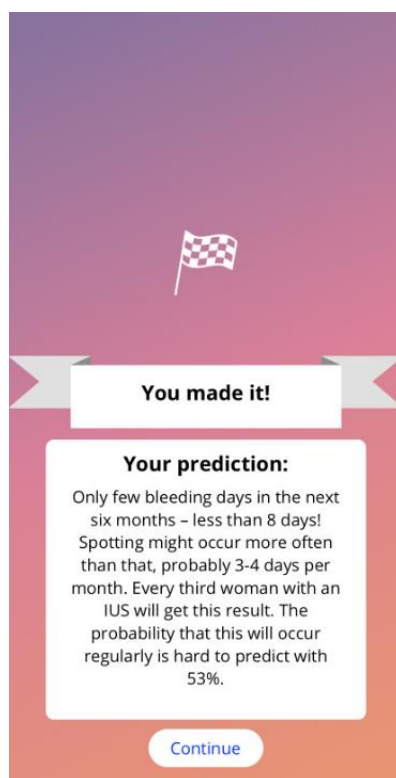 You made it!
Your prediction:
Only few bleeding days in the next
six months – less than 8 days!
Spotting might occur more often
than that, probably 3-4 days per
month. Every third woman with an
IUS will get this result. The
probability that this will occur
regularly is hard to predict with
53%.
Continue